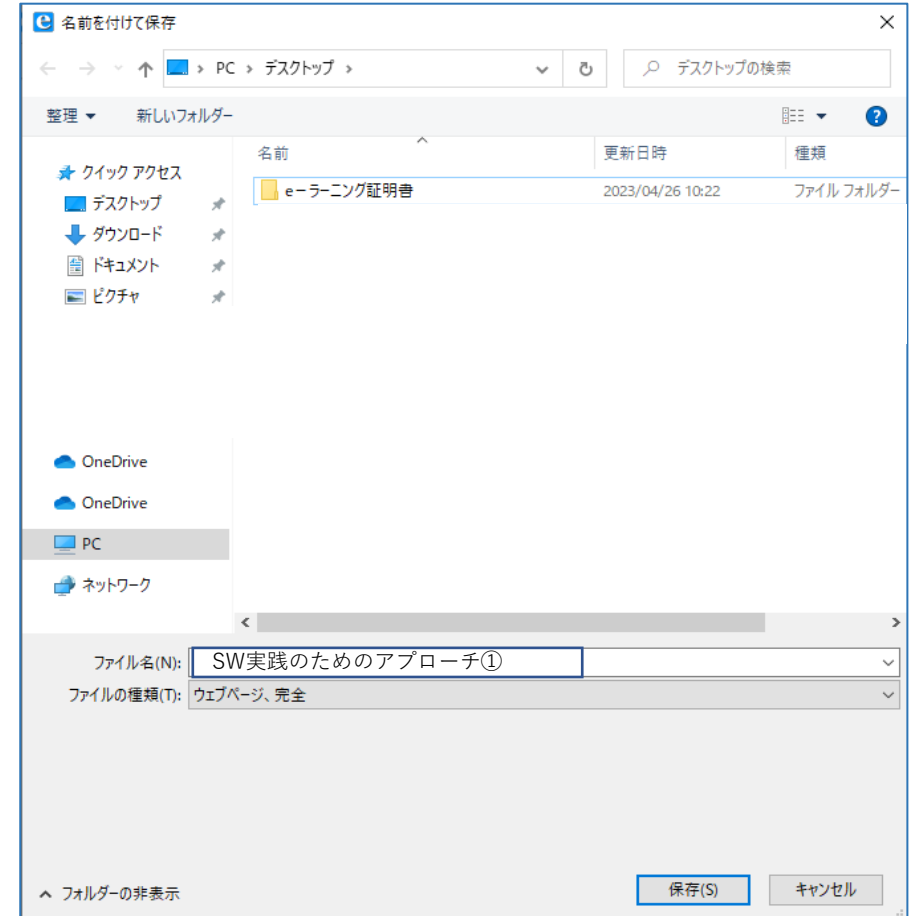 名前を付けて保存
PC › デスクトップ ›
デスクトップの検索
整理
新しいフォルダー
名前
更新日時
種類
クイック アクセス
e－ラーニング証明書
2023/04/26 10:22
ファイル フォルダー
デスクトップ
ダウンロード
ドキュメント
ピクチャ
OneDrive
OneDrive
PC
ネットワーク
ファイル名(N):
SW実践のためのアプローチ①
ファイルの種類(T):
ウェブページ、完全
フォルダーの非表示
保存(S)
キャンセル